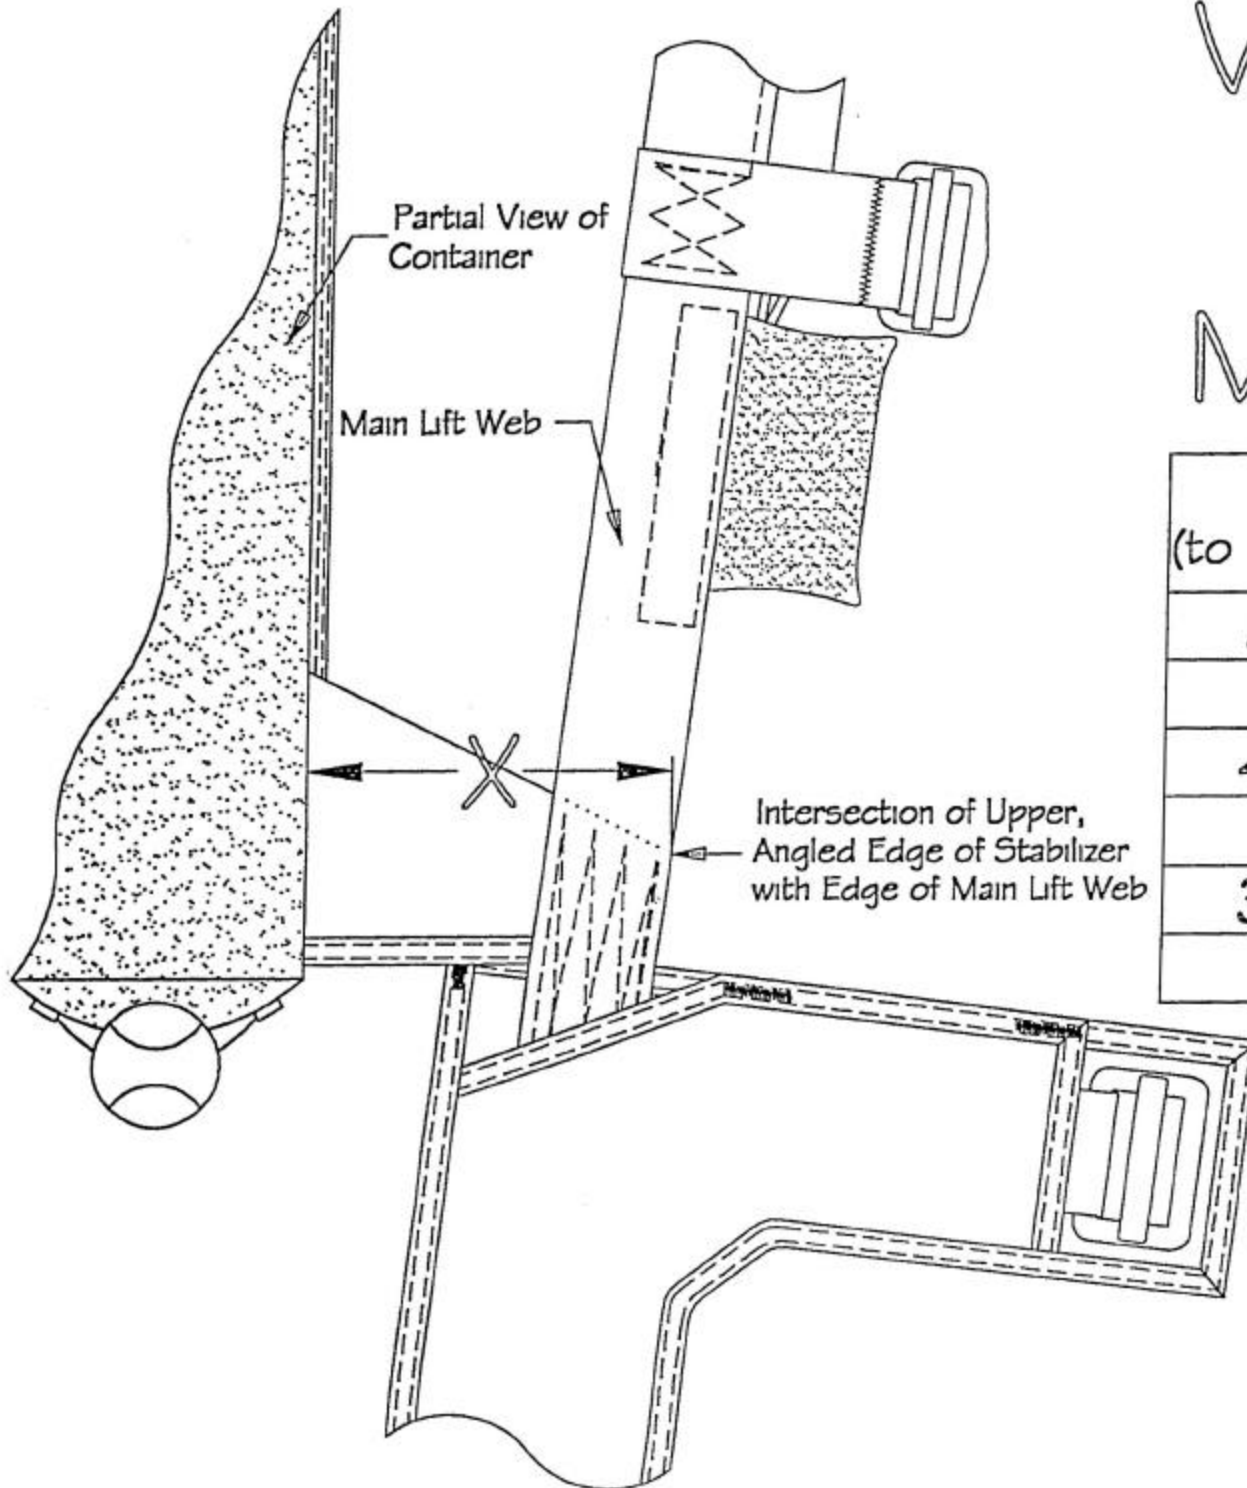 Partial View of
Container
Main Lift Web
(to
X
Intersection of Upper,
Angled Edge of Stabilizer
with Edge of Main Lift Web